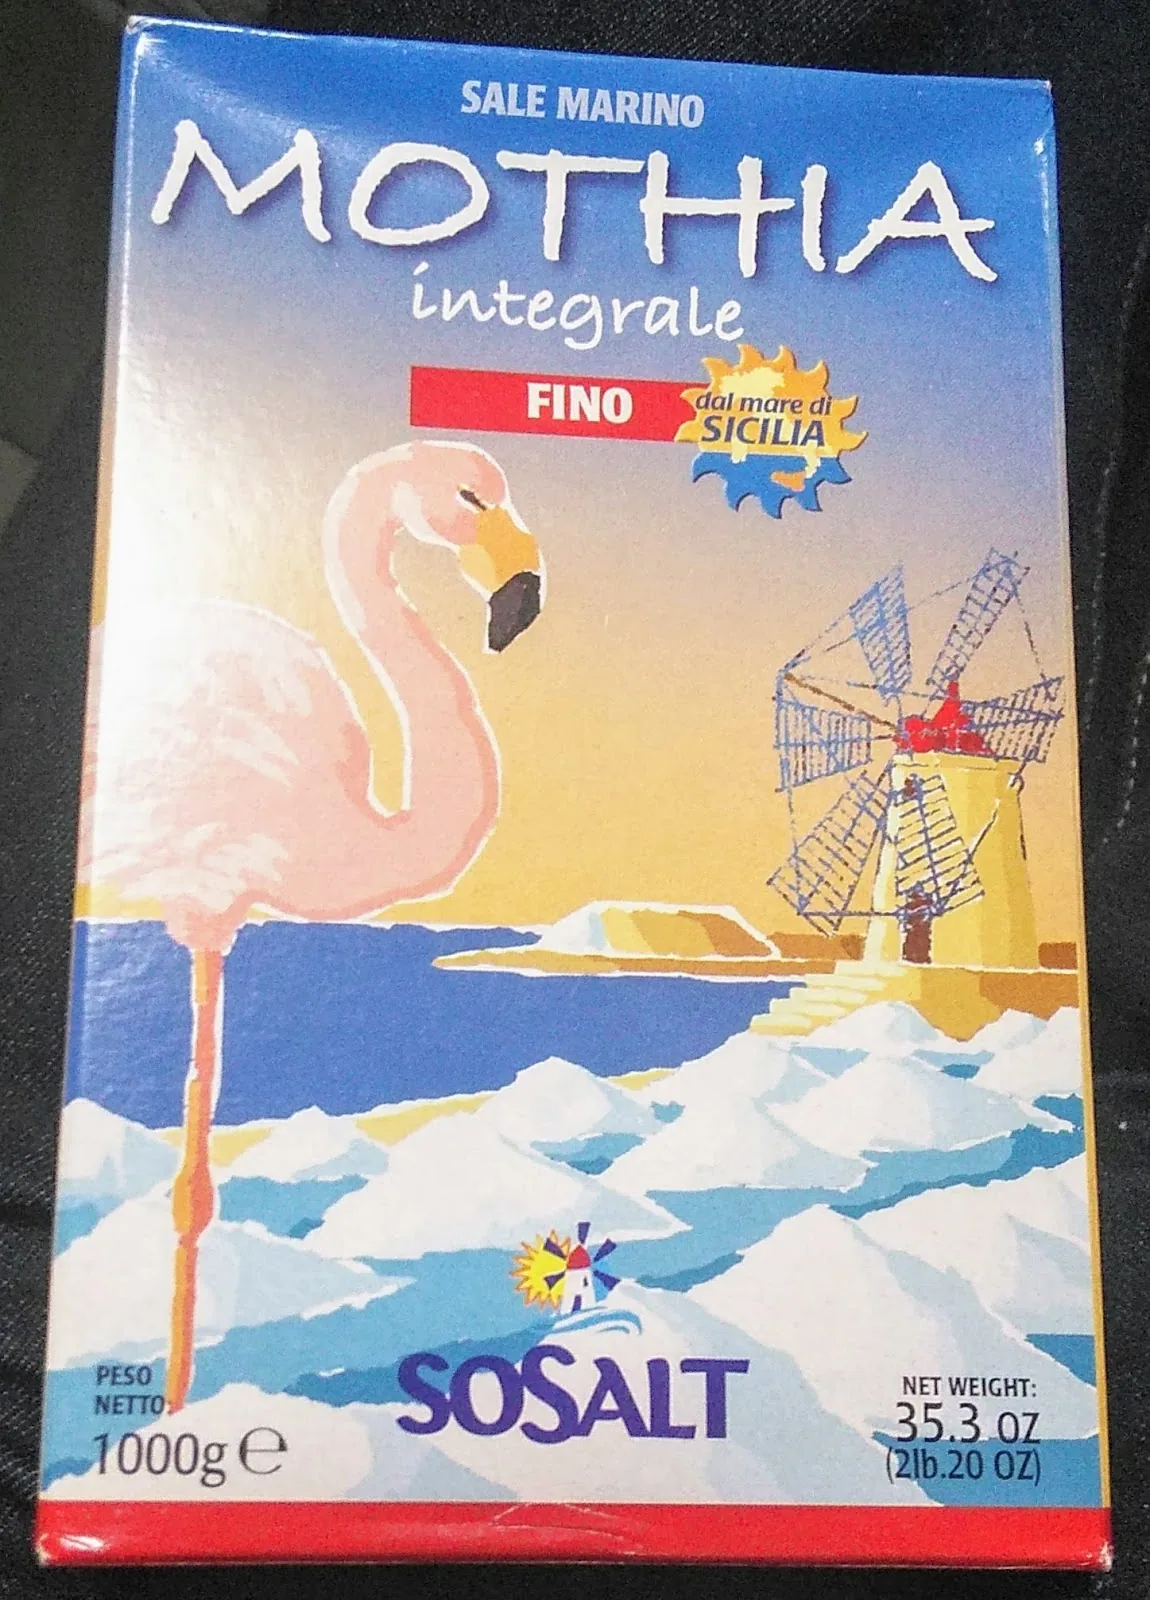 SALE MARINO
MOTHIA
integrale
FINO
dal mare di
SICILIA
SOSALT
PESO
NETTO:
1000g ℮
NET WEIGHT:
35.3 OZ
(2lb.20 OZ)